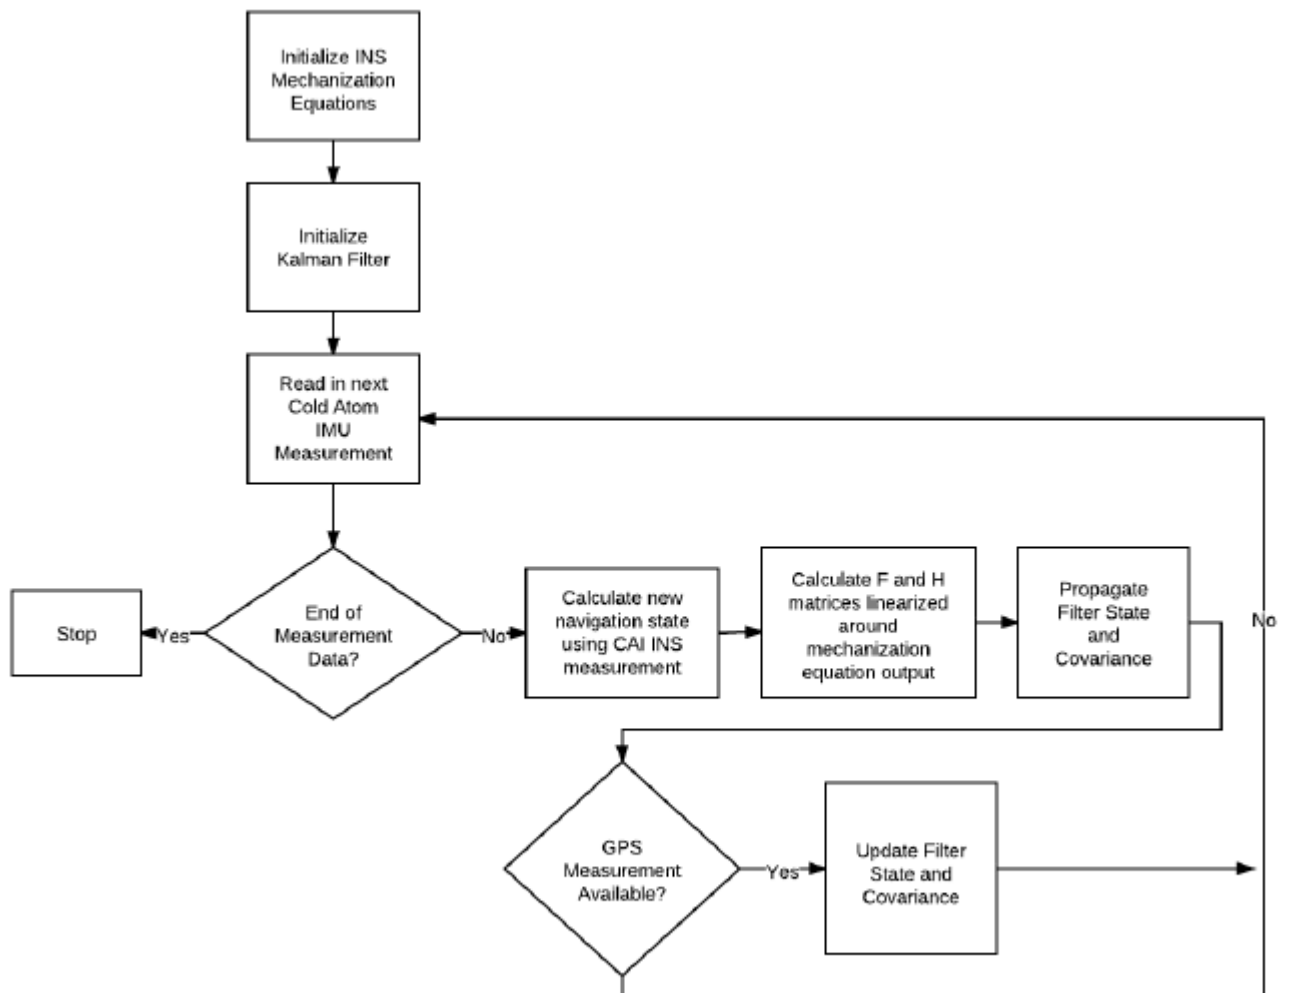 Initialize INS
Mechanization
Equations
Initialize
Kalman Filter
Read in next
Cold Atom
IMU
Measurement
End of
Measurement
Data?
Stop
Yes
No
Calculate new
navigation state
using CAI INS
measurement
Calculate F and H
matrices linearized
around
mechanization
equation output
Propagate
Filter State
and
Covariance
No
GPS
Measurement
Available?
Yes
Update Filter
State and
Covariance